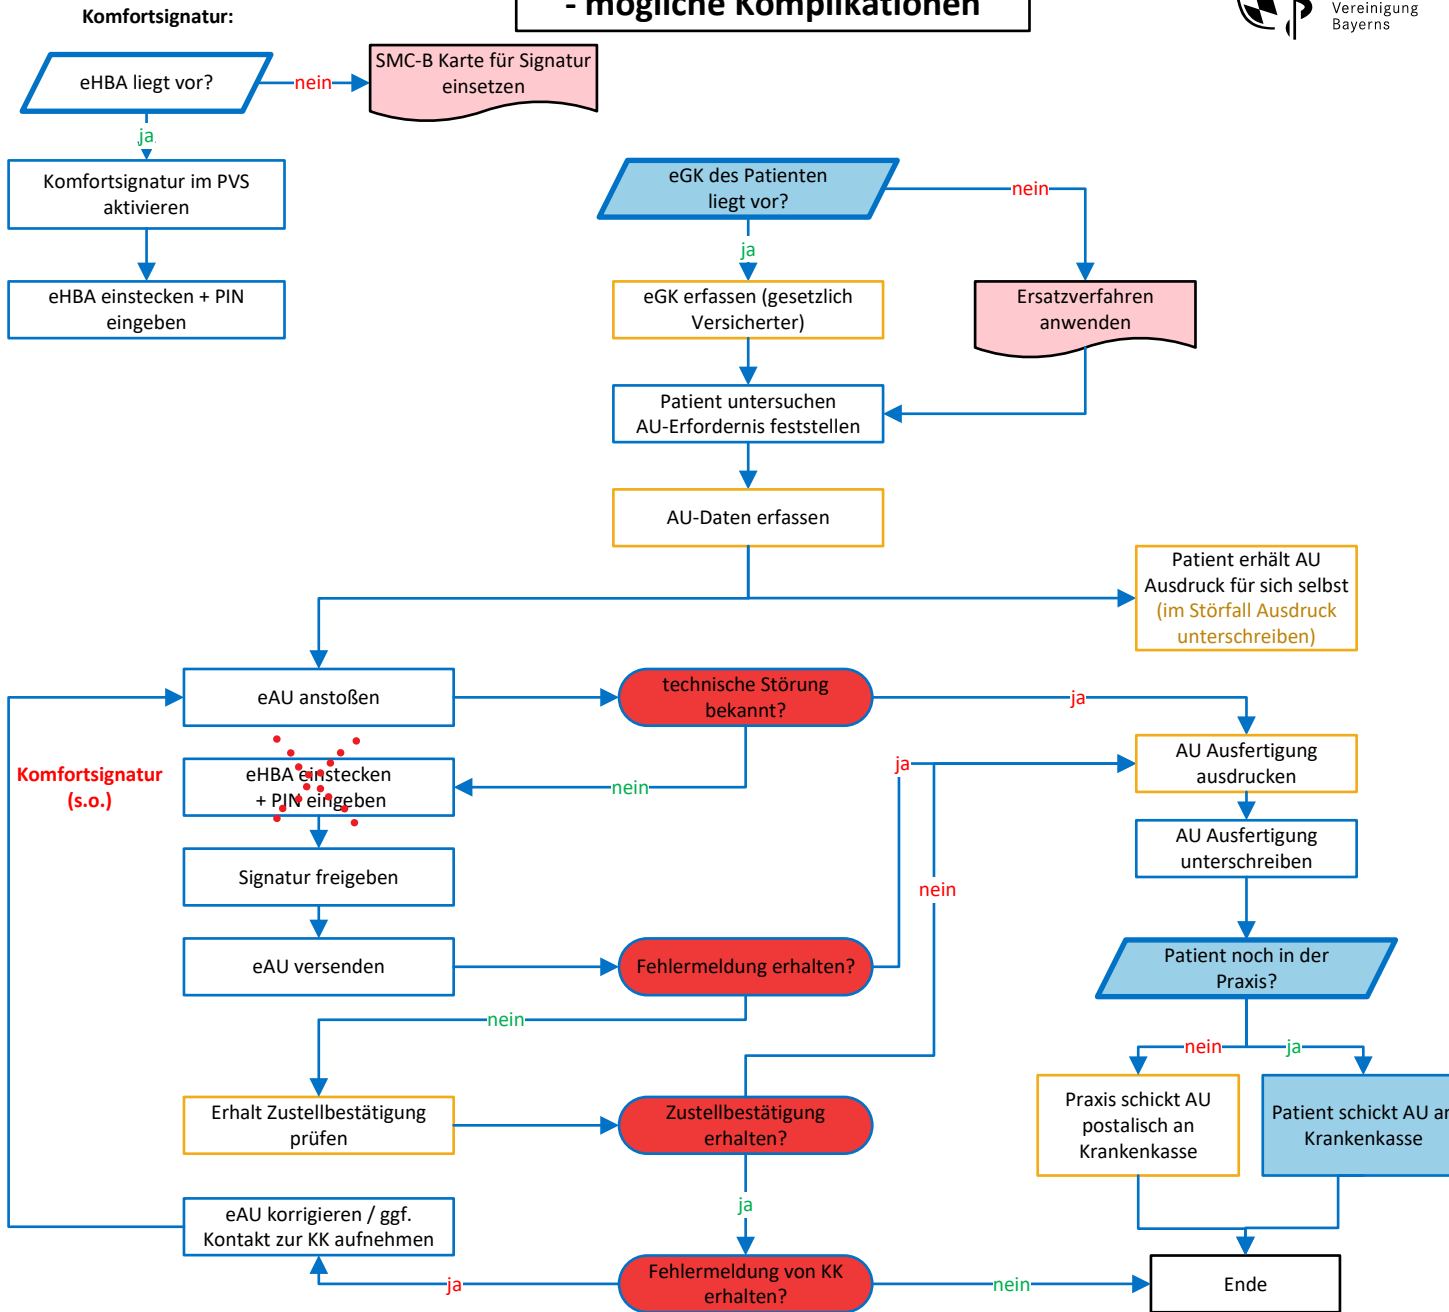 Komfortsignatur:
- mögliche Komplikationen
Vereinigung
Bayerns
eHBA liegt vor?
nein
SMC-B Karte für Signatur
einsetzen
ja
Komfortsignatur im PVS
aktivieren
eHBA einstecken + PIN
eingeben
eGK des Patienten
liegt vor?
nein
ja
eGK erfassen (gesetzlich
Versicherter)
Ersatzverfahren
anwenden
Patient untersuchen
AU-Erfordernis feststellen
AU-Daten erfassen
Patient erhält AU
Ausdruck für sich selbst
(im Störfall Ausdruck
unterschreiben)
eAU anstoßen
technische Störung
bekannt?
ja
Komfortsignatur
(s.o.)
eHBA einstecken
+ PIN eingeben
nein
ja
AU Ausfertigung
ausdrucken
Signatur freigeben
nein
AU Ausfertigung
unterschreiben
eAU versenden
Fehlermeldung erhalten?
Patient noch in der
Praxis?
nein
nein
ja
Erhalt Zustellbestätigung
prüfen
Zustellbestätigung
erhalten?
Praxis schickt AU
postalisch an
Krankenkasse
Patient schickt AU an
Krankenkasse
ja
eAU korrigieren / ggf.
Kontakt zur KK aufnehmen
ja
Fehlermeldung von KK
erhalten?
nein
Ende